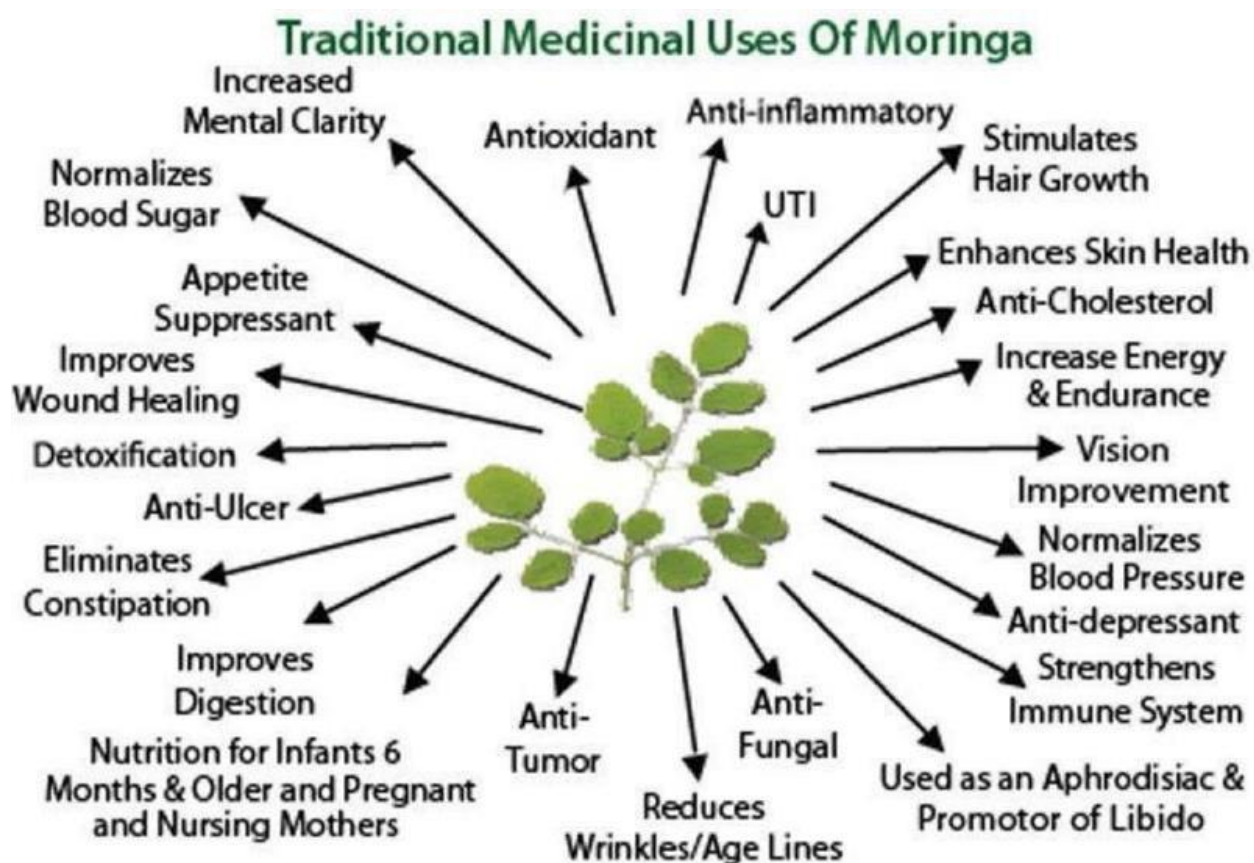 Traditional Medicinal Uses Of Moringa
Increased
Mental Clarity
Antioxidant
Anti-inflammatory
Stimulates
Hair Growth
Normalizes
Blood Sugar
UTI
Enhances Skin Health
Appetite
Suppressant
Anti-Cholesterol
Improves
Wound Healing
Increase Energy
& Endurance
Detoxification
Vision
Improvement
Anti-Ulcer
Normalizes
Blood Pressure
Eliminates
Constipation
Anti-depressant
Improves
Digestion
Strengthens
Immune System
Nutrition for Infants 6
Months & Older and Pregnant
and Nursing Mothers
Anti-
Tumor
Anti-
Fungal
Reduces
Wrinkles/Age Lines
Used as an Aphrodisiac &
Promotor of Libido